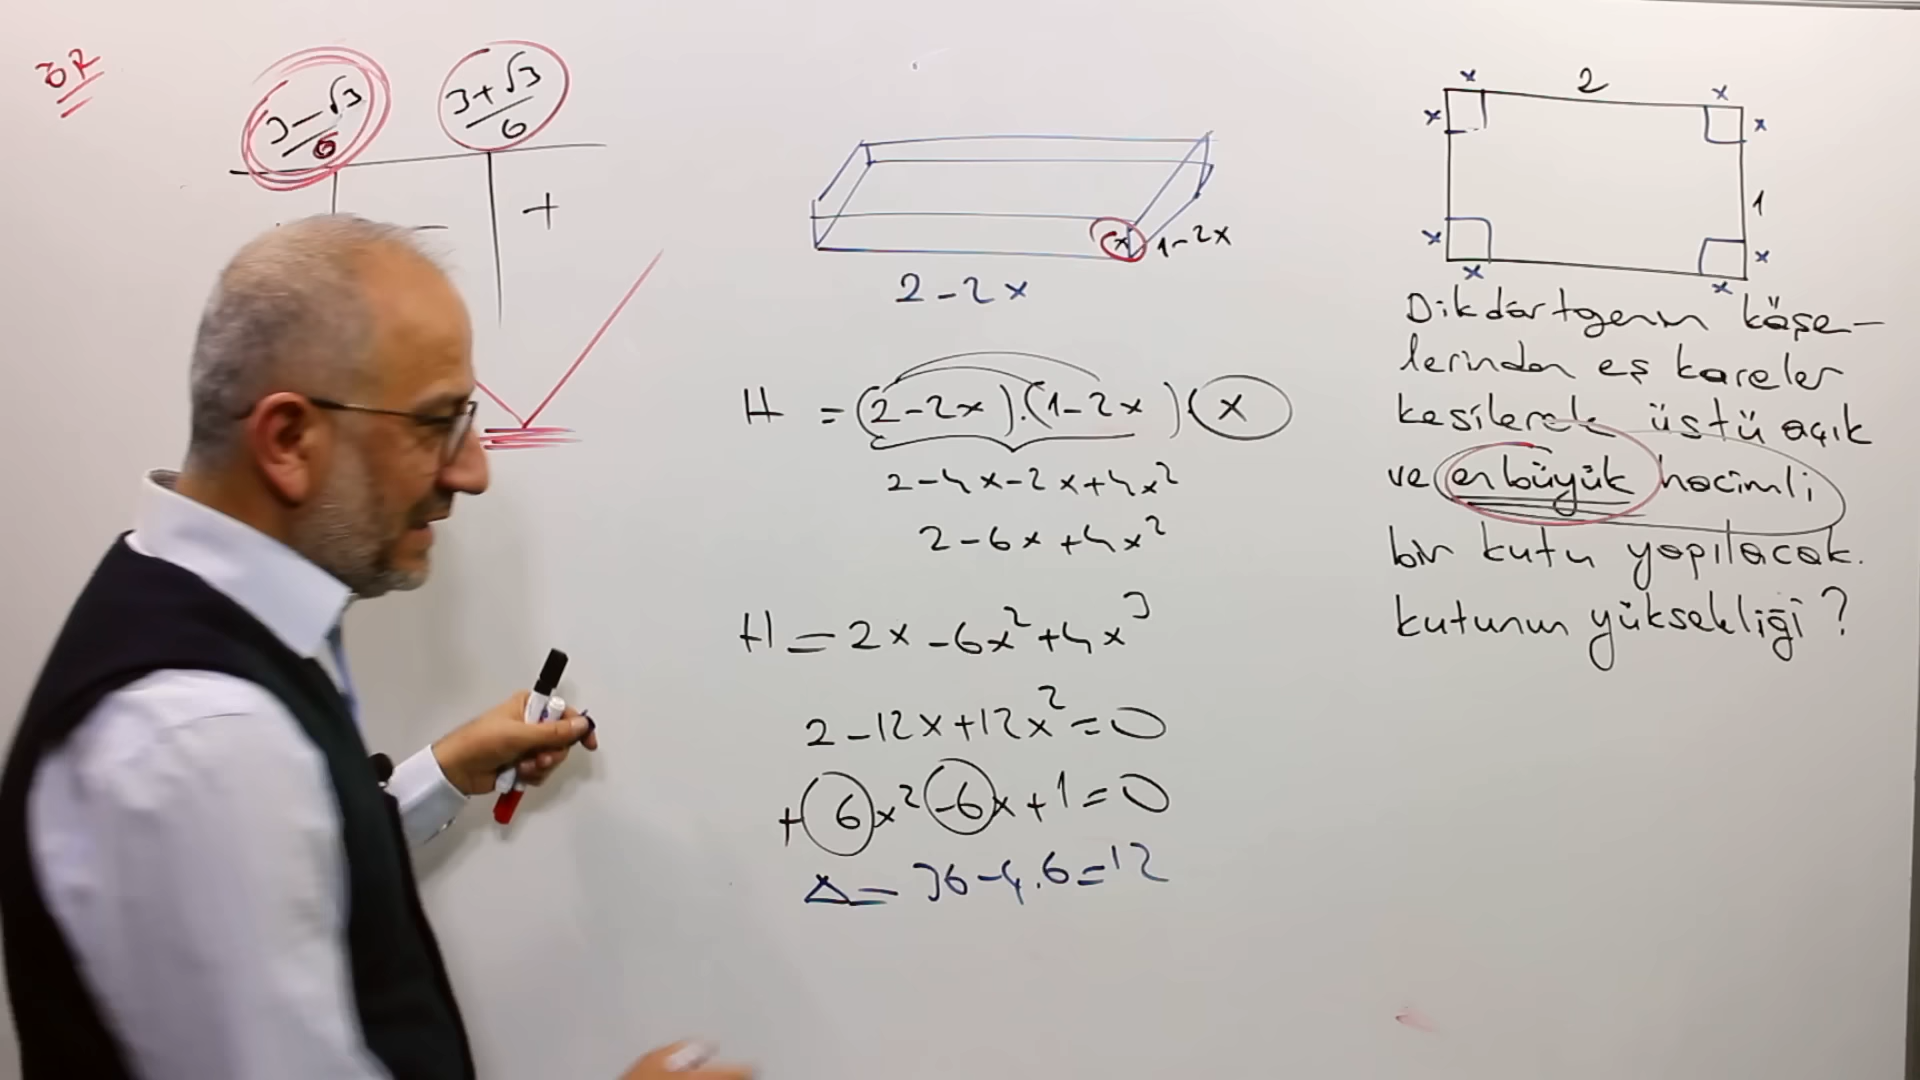 ÖR
3-√3/6
3+√3/6
+
-
x
1-2x
2-2x
H = (2-2x).(1-2x)(x)
2-4x-2x+4x²
2-6x+4x²
H = 2x-6x²+4x³
2-12x+12x²=0
+6x²-6x+1=0
Δ=36-4.6=12
x 2 x
x x
1
x x
x x
Dikdörtgenin köşe-
lerinden eş kareler
kesilerek üstü açık
ve en büyük hacimli
bir kutu yapılacak.
kutunun yüksekliği?